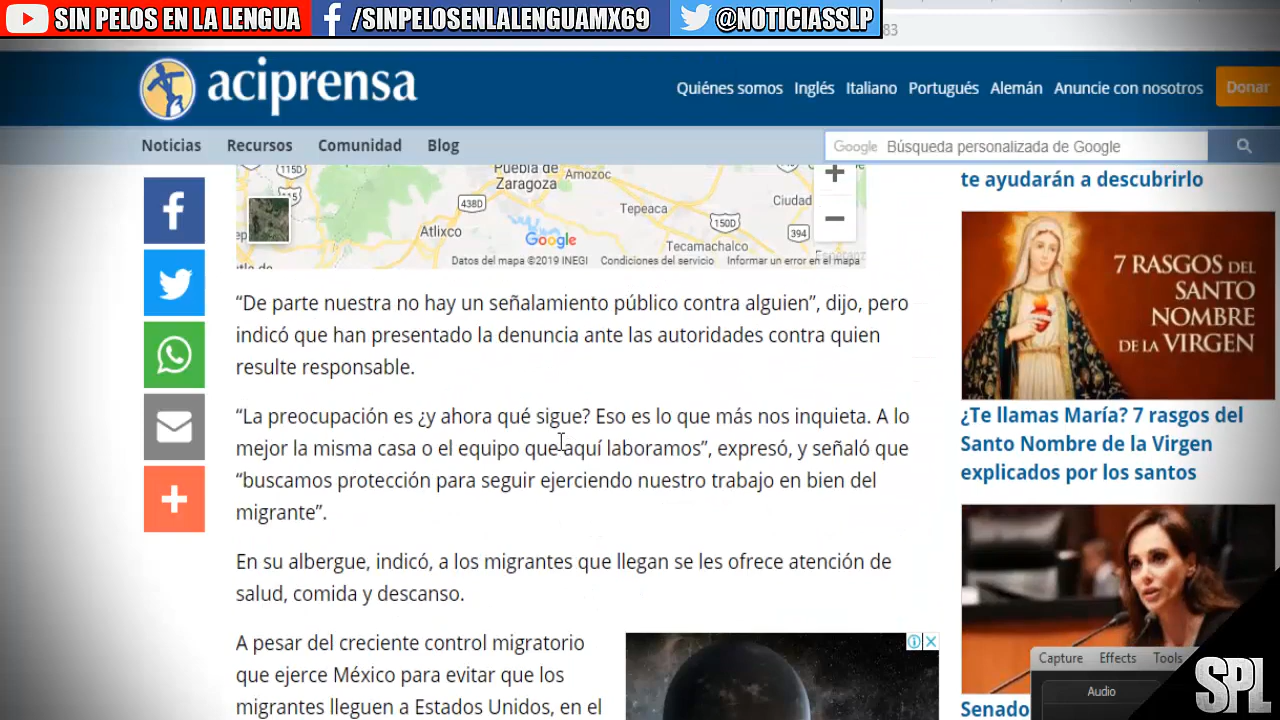 SIN PELOS EN LA LENGUA
/SINPELOSENLALENGUAMX69
@NOTICIASSLP
83
aciprensa
Quiénes somos Inglés Italiano Português Alemán Anuncie con nosotros
Donar
Noticias Recursos Comunidad Blog
Google Búsqueda personalizada de Google
115D
Puebla de
Zaragoza
Amozoc
438D
Tepeaca
Ciudad
150D
394
Atlixco
Google
Tecamachalco
Datos del mapa ©2019 INEGI Condiciones del servicio Informar un error en el mapa
“De parte nuestra no hay un señalamiento público contra alguien”, dijo, pero
indicó que han presentado la denuncia ante las autoridades contra quien
resulte responsable.
“La preocupación es ¿y ahora qué sigue? Eso es lo que más nos inquieta. A lo
mejor la misma casa o el equipo que aquí laboramos”, expresó, y señaló que
“buscamos protección para seguir ejerciendo nuestro trabajo en bien del
migrante”.
En su albergue, indicó, a los migrantes que llegan se les ofrece atención de
salud, comida y descanso.
A pesar del creciente control migratorio
que ejerce México para evitar que los
migrantes lleguen a Estados Unidos, en el
te ayudarán a descubrirlo
7 RASGOS DEL
SANTO
NOMBRE
DE LA VIRGEN
¿Te llamas María? 7 rasgos del
Santo Nombre de la Virgen
explicados por los santos
Capture Effects Tools
Audio
Senado
SPL